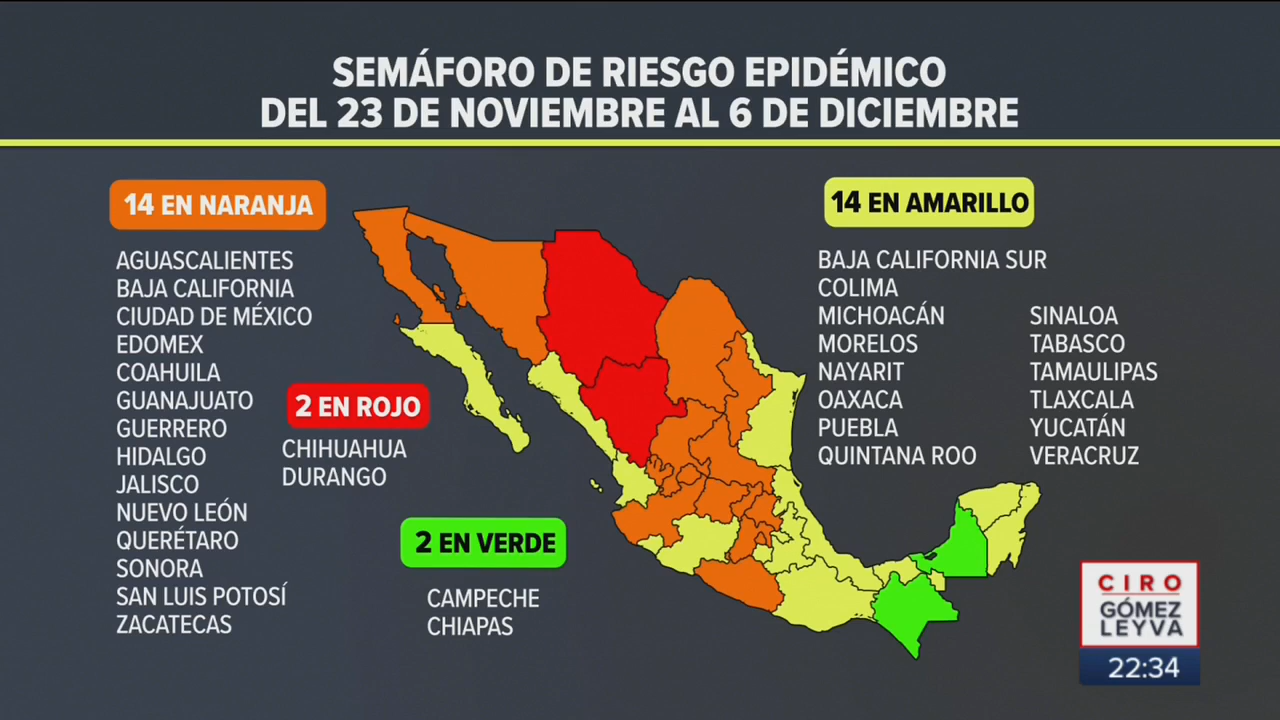 SEMÁFORO DE RIESGO EPIDÉMICO
DEL 23 DE NOVIEMBRE AL 6 DE DICIEMBRE
14 EN NARANJA
AGUASCALIENTES
BAJA CALIFORNIA
CIUDAD DE MÉXICO
EDOMEX
COAHUILA
GUANAJUATO
GUERRERO
HIDALGO
JALISCO
NUEVO LEÓN
QUERÉTARO
SONORA
SAN LUIS POTOSÍ
ZACATECAS
2 EN ROJO
CHIHUAHUA
DURANGO
2 EN VERDE
CAMPECHE
CHIAPAS
14 EN AMARILLO
BAJA CALIFORNIA SUR
COLIMA
MICHOACÁN
MORELOS
NAYARIT
OAXACA
PUEBLA
QUINTANA ROO
SINALOA
TABASCO
TAMAULIPAS
TLAXCALA
YUCATÁN
VERACRUZ
CIRO
GÓMEZ
LEYVA
22:34